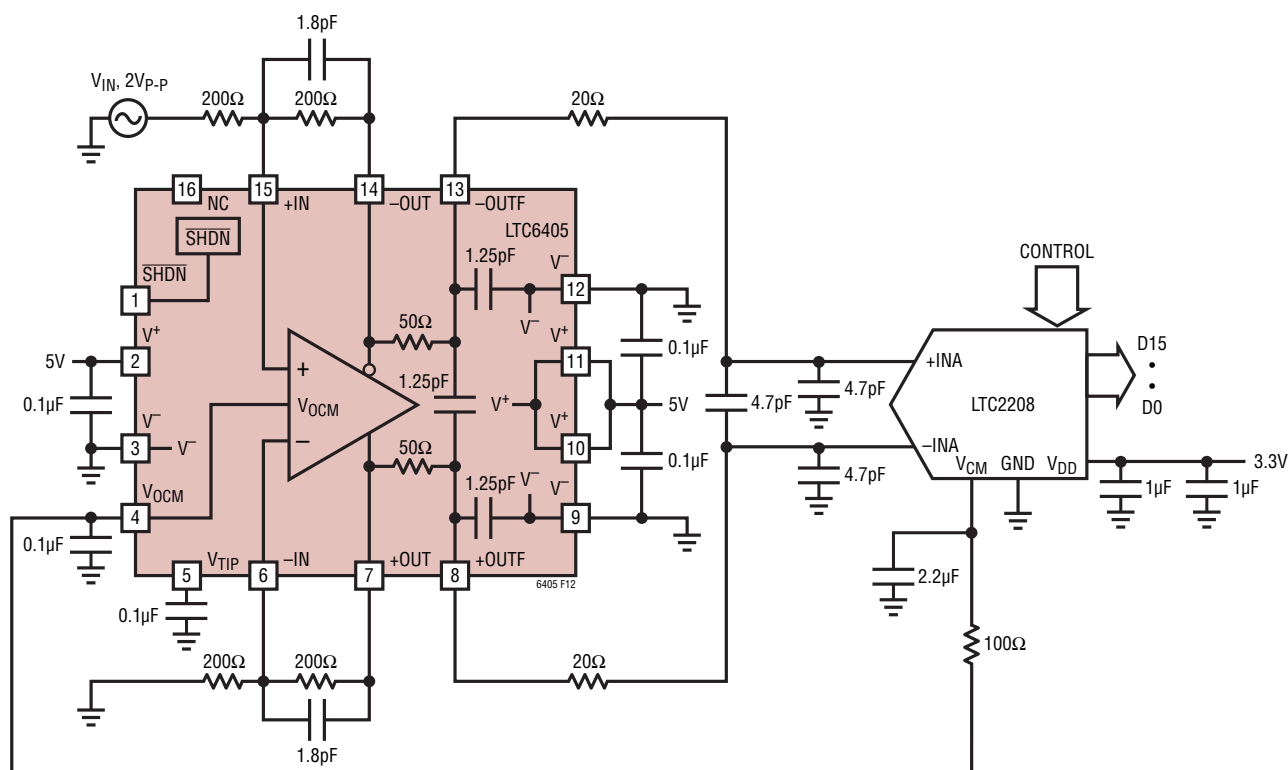 1.8pF
V_IN, 2V_P-P
200Ω
200Ω
20Ω
16
NC
15
+IN
14
–OUT
13
–OUTF
LTC6405
SHDN
SHDN
1
V+
5V
2
0.1µF
V–
3
V–
V_OCM
4
0.1µF
+
V_OCM
–
50Ω
1.25pF
50Ω
1.25pF
V–
V–
12
V+
11
V+
V+
10
5V
0.1µF
0.1µF
1.25pF
V–
V–
9
5
V_TIP
0.1µF
6
–IN
7
+OUT
8
+OUTF
6405 F12
200Ω
200Ω
20Ω
1.8pF
4.7pF
4.7pF
4.7pF
CONTROL
+INA
LTC2208
–INA
V_CM
GND
V_DD
D15
•
•
D0
3.3V
1µF
1µF
2.2µF
100Ω